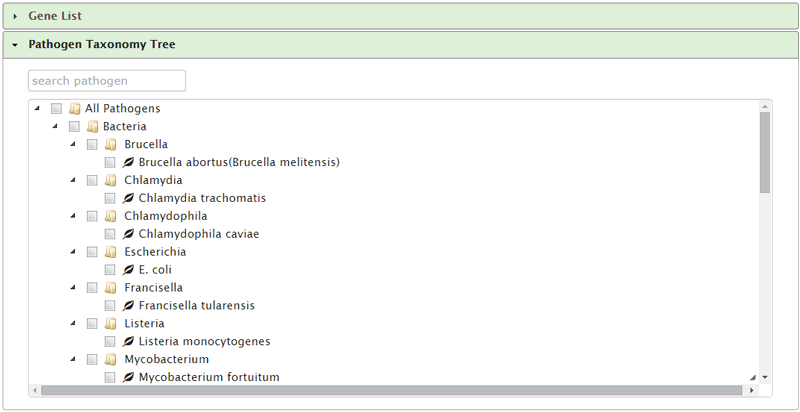 Gene List
Pathogen Taxonomy Tree
search pathogen
All Pathogens
Bacteria
Brucella
Brucella abortus(Brucella melitensis)
Chlamydia
Chlamydia trachomatis
Chlamydophila
Chlamydophila caviae
Escherichia
E. coli
Francisella
Francisella tularensis
Listeria
Listeria monocytogenes
Mycobacterium
Mycobacterium fortuitum